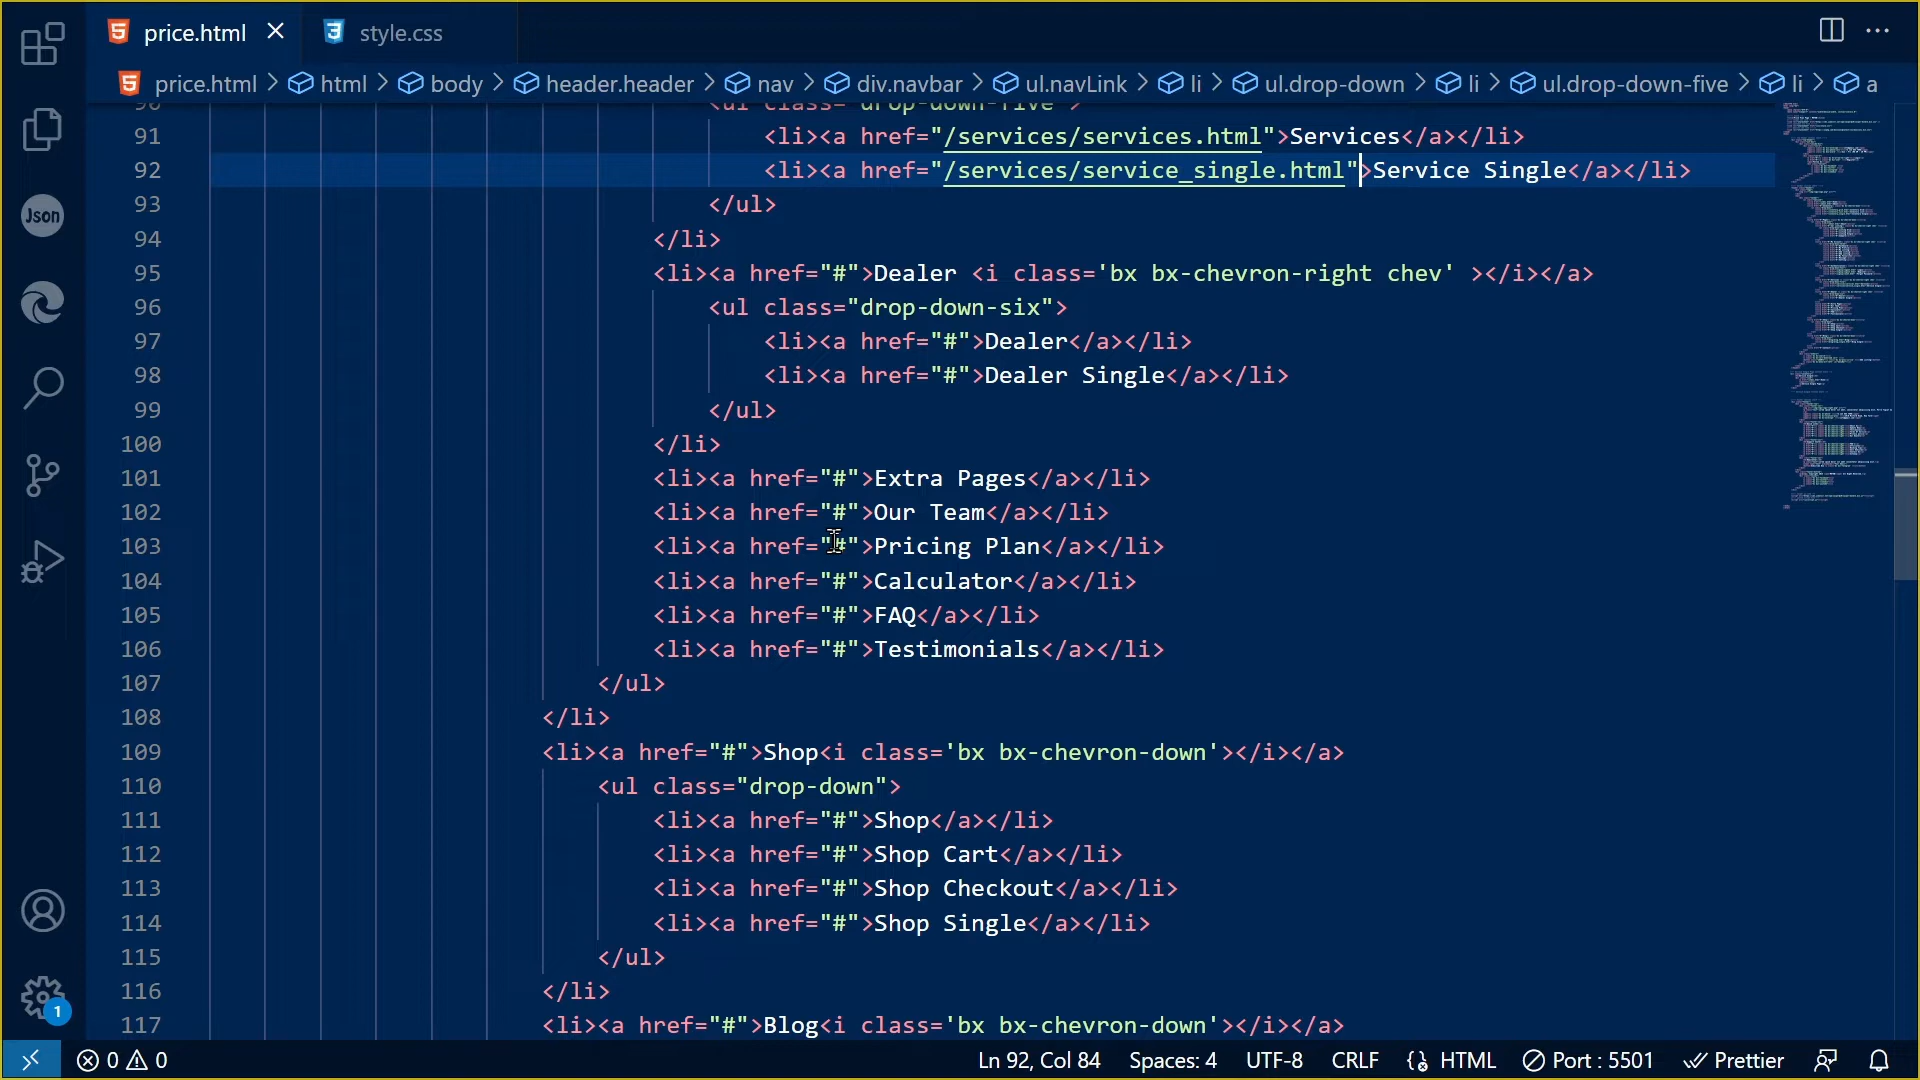 price.html
style.css
price.html > html > body > header.header > nav > div.navbar > ul.navLink > li > ul.drop-down > li > ul.drop-down-five > li > a
90 <ul class="drop-down-five">
91 <li><a href="/services/services.html">Services</a></li>
92 <li><a href="/services/service_single.html">Service Single</a></li>
93 </ul>
94 </li>
95 <li><a href="#">Dealer <i class='bx bx-chevron-right chev' ></i></a>
96 <ul class="drop-down-six">
97 <li><a href="#">Dealer</a></li>
98 <li><a href="#">Dealer Single</a></li>
99 </ul>
100 </li>
101 <li><a href="#">Extra Pages</a></li>
102 <li><a href="#">Our Team</a></li>
103 <li><a href="#">Pricing Plan</a></li>
104 <li><a href="#">Calculator</a></li>
105 <li><a href="#">FAQ</a></li>
106 <li><a href="#">Testimonials</a></li>
107 </ul>
108 </li>
109 <li><a href="#">Shop<i class='bx bx-chevron-down'></i></a>
110 <ul class="drop-down">
111 <li><a href="#">Shop</a></li>
112 <li><a href="#">Shop Cart</a></li>
113 <li><a href="#">Shop Checkout</a></li>
114 <li><a href="#">Shop Single</a></li>
115 </ul>
116 </li>
117 <li><a href="#">Blog<i class='bx bx-chevron-down'></i></a>
Json
1
0 0 Ln 92, Col 84 Spaces: 4 UTF-8 CRLF HTML Port : 5501 Prettier